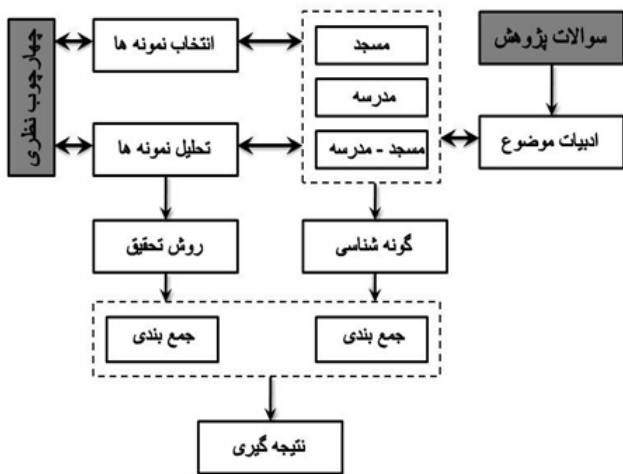 سوالات پژوهش
ادبیات موضوع
مسجد
مدرسه
مسجد - مدرسه
انتخاب نمونه ها
تحلیل نمونه ها
چهارچوب نظری
گونه شناسی
روش تحقیق
جمع بندی
جمع بندی
نتیجه گیری